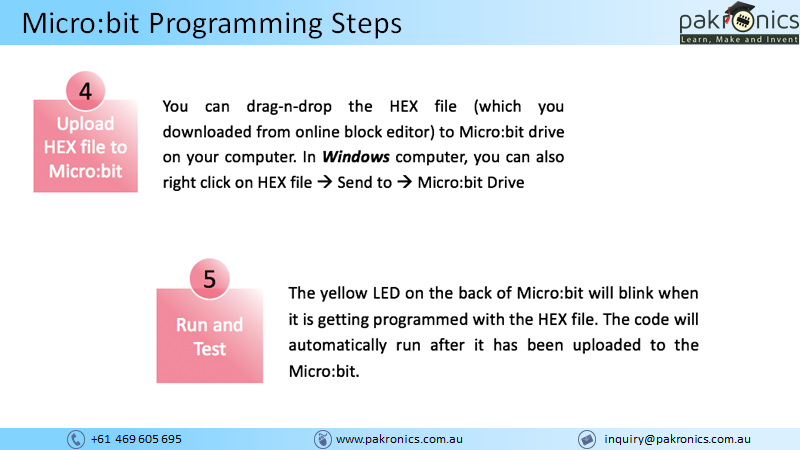 Micro:bit Programming Steps
pakronics
Learn, Make and Invent
4
Upload
HEX file to
Micro:bit
You can drag-n-drop the HEX file (which you
downloaded from online block editor) to Micro:bit drive
on your computer. In Windows computer, you can also
right click on HEX file → Send to → Micro:bit Drive
5
Run and
Test
The yellow LED on the back of Micro:bit will blink when
it is getting programmed with the HEX file. The code will
automatically run after it has been uploaded to the
Micro:bit.
+61 469 605 695
www.pakronics.com.au
inquiry@pakronics.com.au